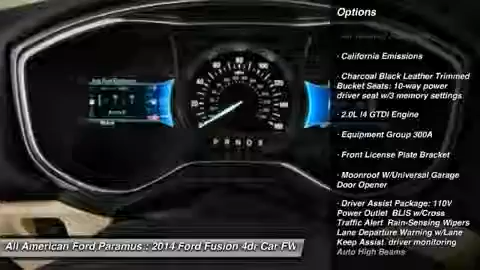 Options
· California Emissions
· Charcoal Black Leather Trimmed
Bucket Seats: 10-way power
driver seat w/3 memory settings
· 2.0L I4 GTDI Engine
· Equipment Group 300A
· Front License Plate Bracket
· Moonroof W/Universal Garage
Door Opener
· Driver Assist Package: 110V
Power Outlet BLIS w/Cross
Traffic Alert Rain-Sensing Wipers
Lane Departure Warning w/Lane
Keep Assist driver monitoring
Auto High Beams
P R N D S
All American Ford Paramus.: 2014 Ford Fusion 4dr Car FW